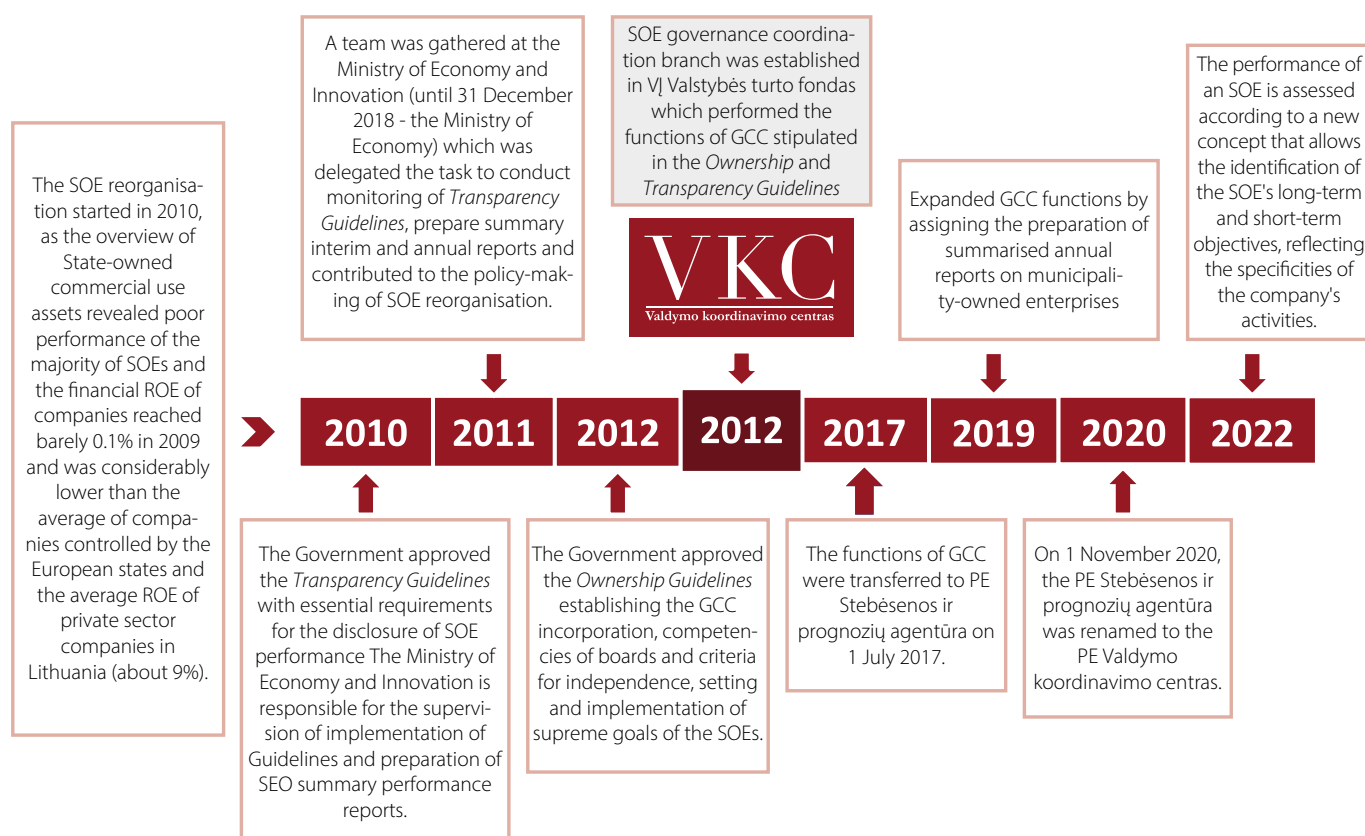 The SOE reorganisa-
tion started in 2010,
as the overview of
State-owned
commercial use
assets revealed poor
performance of the
majority of SOEs and
the financial ROE of
companies reached
barely 0.1% in 2009
and was considerably
lower than the
average of compa-
nies controlled by the
European states and
the average ROE of
private sector
companies in
Lithuania (about 9%).
A team was gathered at the
Ministry of Economy and
Innovation (until 31 December
2018 - the Ministry of
Economy) which was
delegated the task to conduct
monitoring of Transparency
Guidelines, prepare summary
interim and annual reports and
contributed to the policy-mak-
ing of SOE reorganisation.
SOE governance coordina-
tion branch was established
in VĮ Valstybės turto fondas
which performed the
functions of GCC stipulated
in the Ownership and
Transparency Guidelines
VKC
Valdymo koordinavimo centras
Expanded GCC functions by
assigning the preparation of
summarised annual
reports on municipali-
ty-owned enterprises
The performance of
an SOE is assessed
according to a new
concept that allows
the identification of
the SOE's long-term
and short-term
objectives, reflecting
the specificities of
the company's
activities.
2010 2011 2012 2012 2017 2019 2020 2022
The Government approved
the Transparency Guidelines
with essential requirements
for the disclosure of SOE
performance The Ministry of
Economy and Innovation is
responsible for the supervi-
sion of implementation of
Guidelines and preparation of
SEO summary performance
reports.
The Government approved
the Ownership Guidelines
establishing the GCC
incorporation, competen-
cies of boards and criteria
for independence, setting
and implementation of
supreme goals of the SOEs.
The functions of GCC
were transferred to PE
Stebėsenos ir
prognozių agentūra on
1 July 2017.
On 1 November 2020,
the PE Stebėsenos ir
prognozių agentūra
was renamed to the
PE Valdymo
koordinavimo centras.